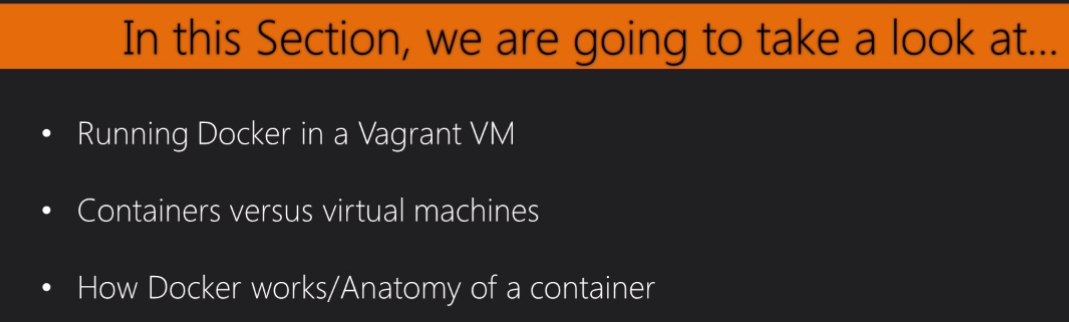 In this Section, we are going to take a look at...
• Running Docker in a Vagrant VM
• Containers versus virtual machines
• How Docker works/Anatomy of a container